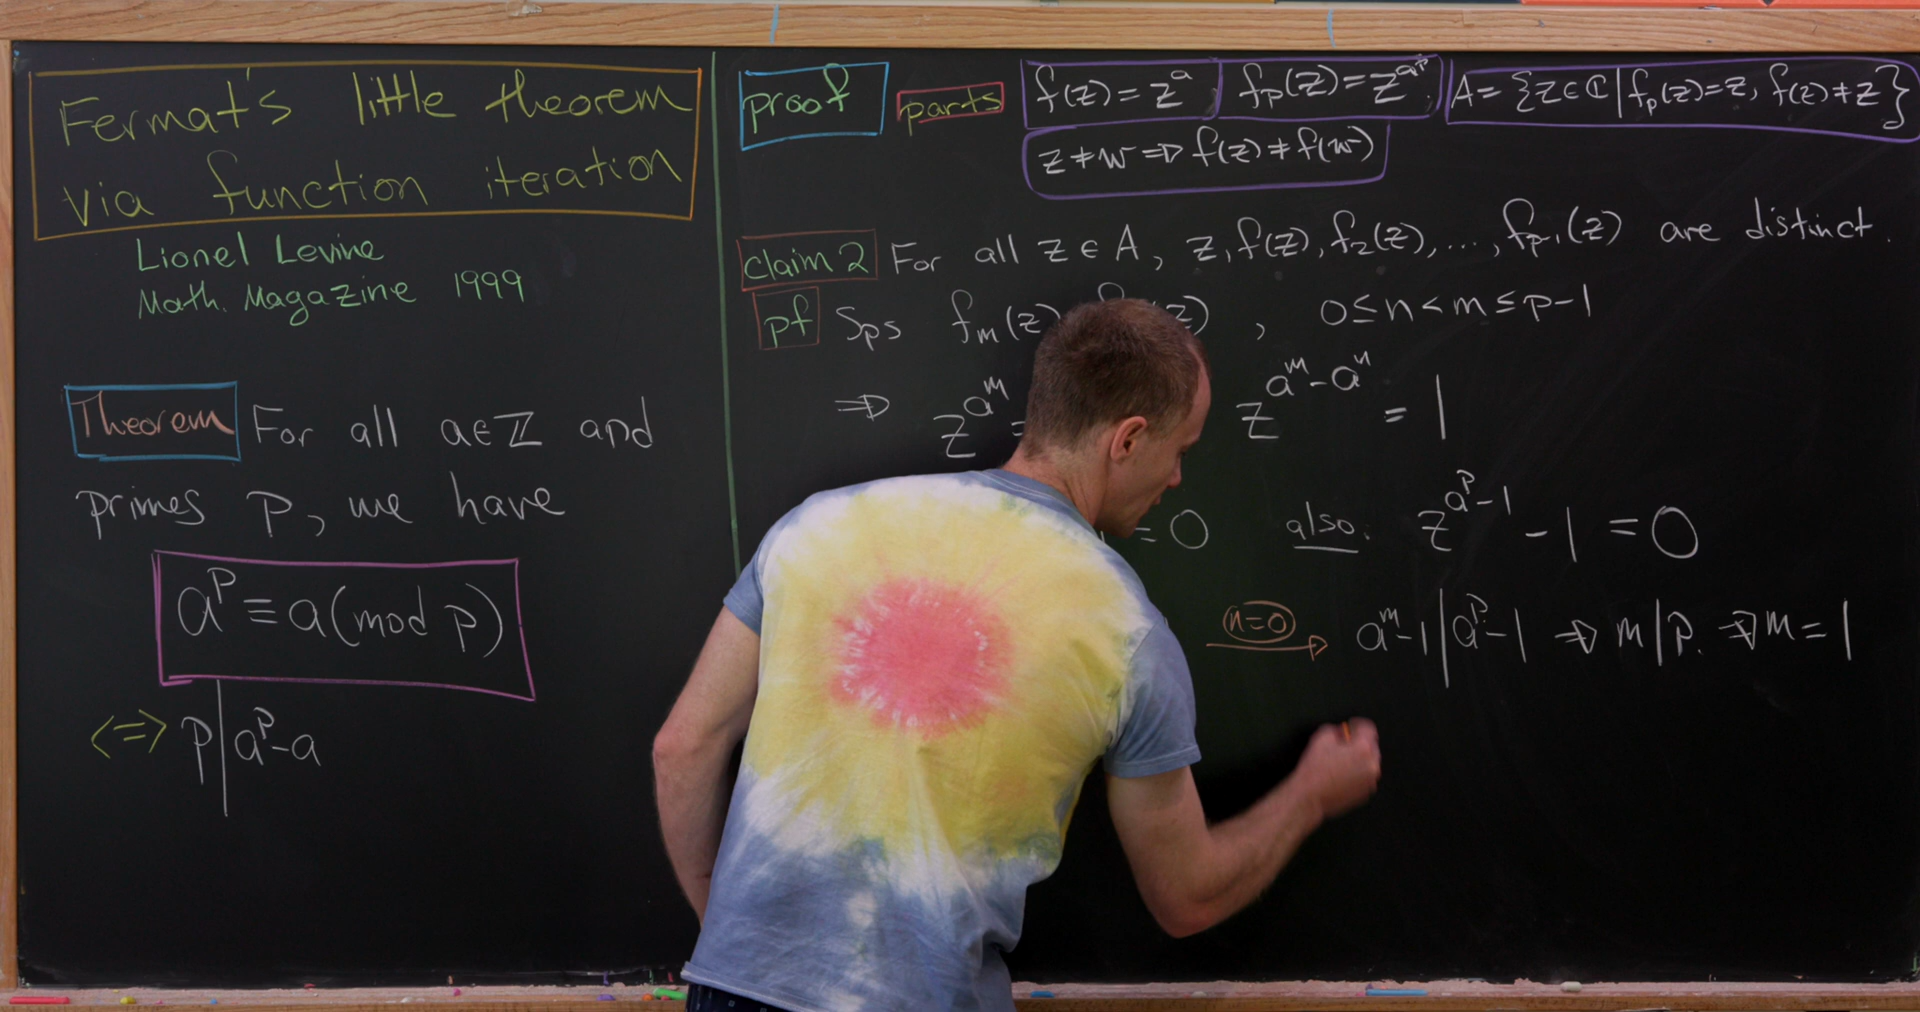 Fermat's little theorem
via function iteration
Lionel Levine
Math. Magazine 1999
Theorem For all a∈ℤ and
primes p, we have
a^p ≡ a (mod p)
<=> p | a^p - a
proof parts f(z) = z^a f_p(z) = z^{a^p} A = {z∈ℂ | f_p(z) = z, f(z) ≠ z}
z ≠ w ⇒ f(z) ≠ f(w)
claim 2 For all z ∈ A, z, f(z), f_2(z), ..., f_{p-1}(z) are distinct.
pf Sps f_m(z) z) , 0 ≤ n < m ≤ p-1
⇒ z^{a^m} = z^{a^m - a^n} = 1
= 0 also: z^{a^p - 1} - 1 = 0
n=0 → a^m - 1 | a^p - 1 ⇒ m | p. ⇒ m = 1